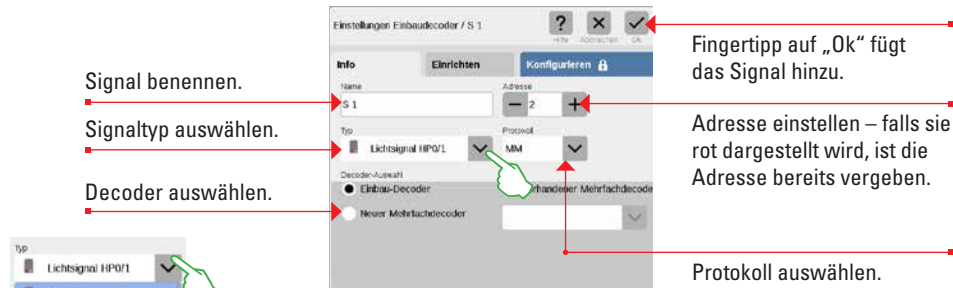 Einstellungen Einbaudecoder / S 1
?
Hilfe Abbrechen Ok
Info Einrichten Konfigurieren
Name
S 1
Adresse
2
Typ
Lichtsignal HP0/1
Protokoll
MM
Decoder-Auswahl
Einbau-Decoder
Neuer Mehrfachdecoder
Signal benennen.
Signaltyp auswählen.
Decoder auswählen.
Fingertipp auf „Ok“ fügt
das Signal hinzu.
Adresse einstellen – falls sie
rot dargestellt wird, ist die
Adresse bereits vergeben.
Protokoll auswählen.
Typ
Lichtsignal HP0/1